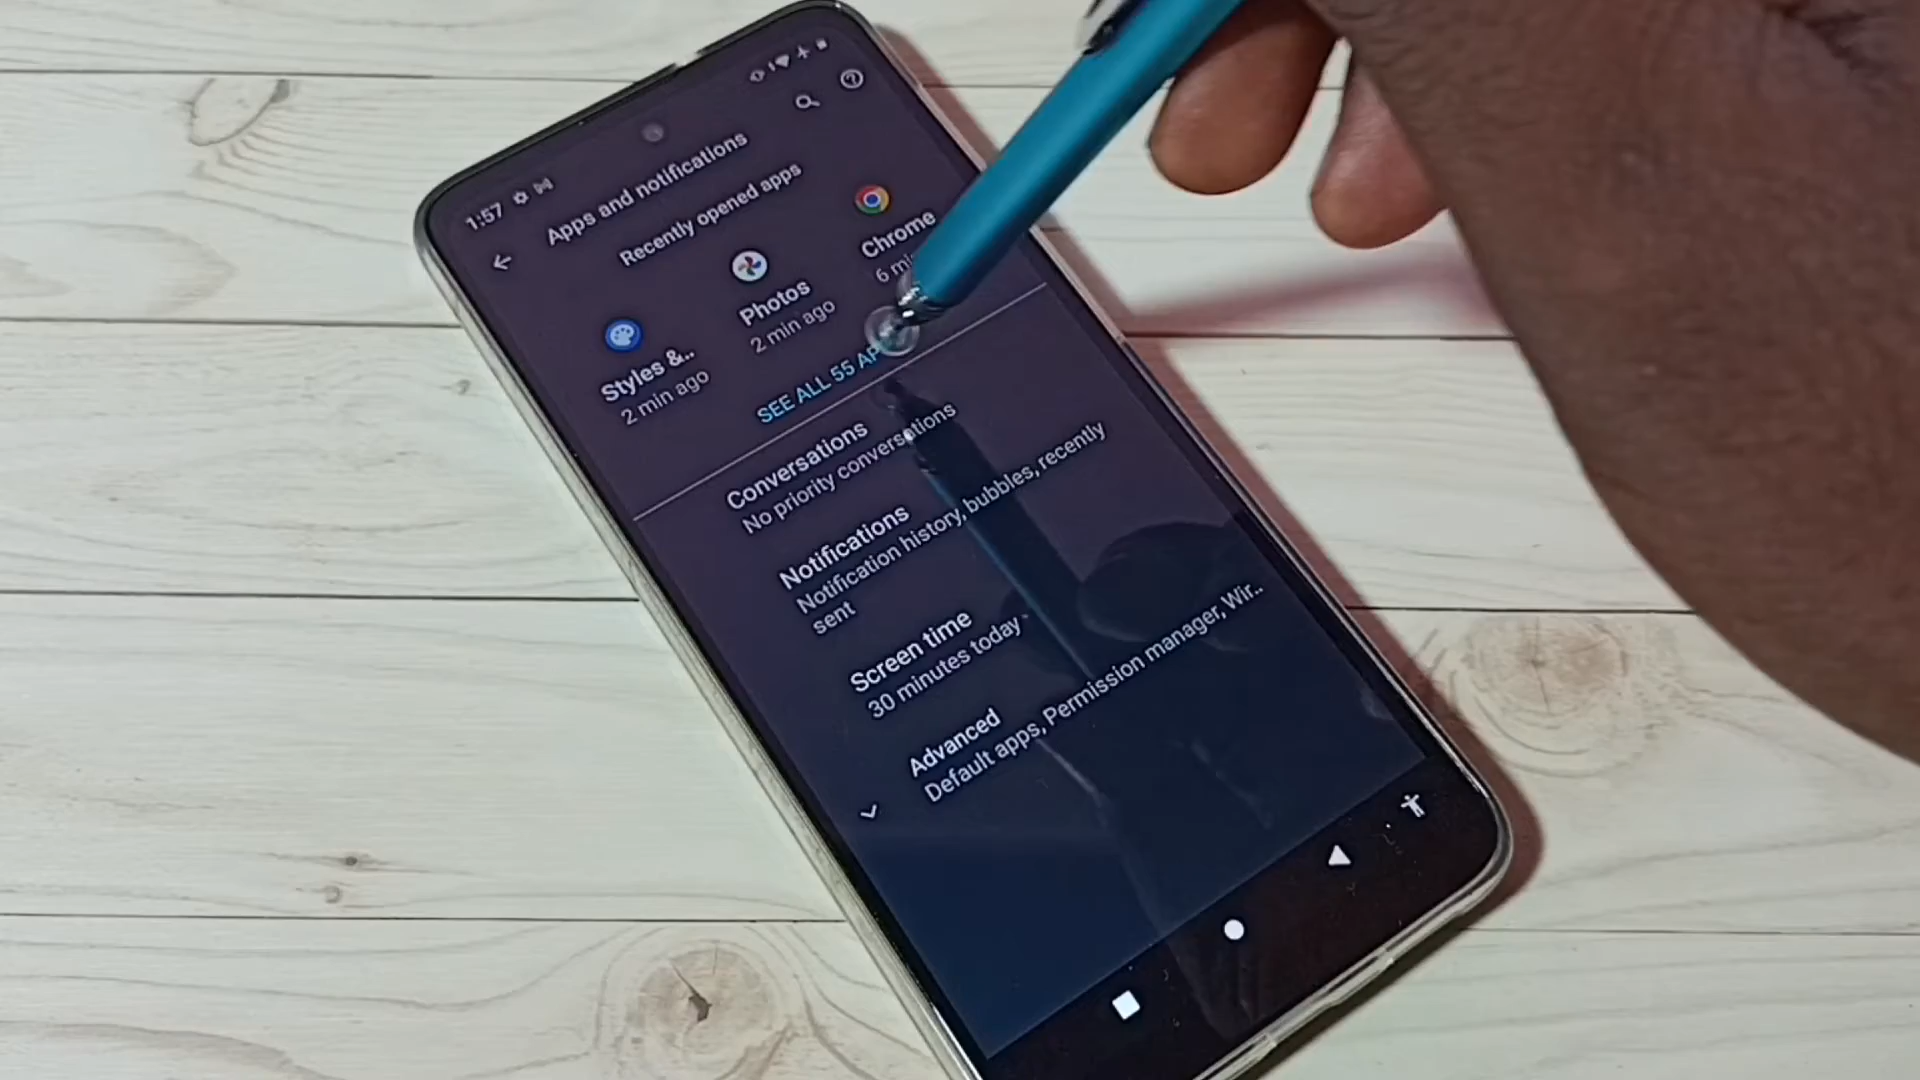 1:57
Apps and notifications
Recently opened apps
Styles &..
2 min ago
Photos
2 min ago
Chrome
6
SEE ALL 55
Conversations
No priority conversations
Notifications
Notification history, bubbles, recently
sent
Screen time
30 minutes today
Advanced
Default apps, Permission manager, Wir..